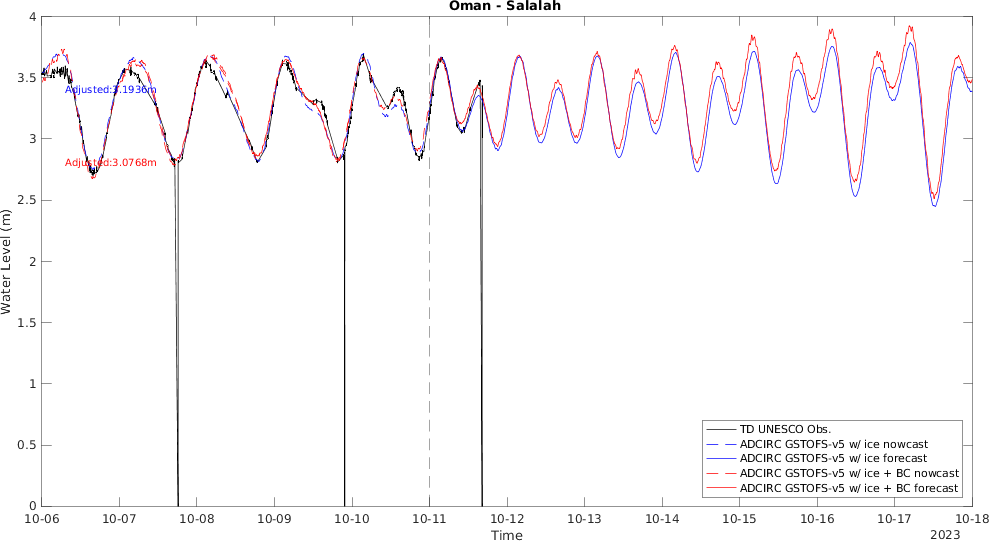 Oman - Salalah
4
3.5
3
2.5
2
1.5
1
0.5
0
Water Level (m)
Adjusted:3.1936m
Adjusted:3.0768m
TD UNESCO Obs.
ADCIRC GSTOFS-v5 w/ ice nowcast
ADCIRC GSTOFS-v5 w/ ice forecast
ADCIRC GSTOFS-v5 w/ ice + BC nowcast
ADCIRC GSTOFS-v5 w/ ice + BC forecast
10-06 10-07 10-08 10-09 10-10 10-11 10-12 10-13 10-14 10-15 10-16 10-17 10-18
Time
2023